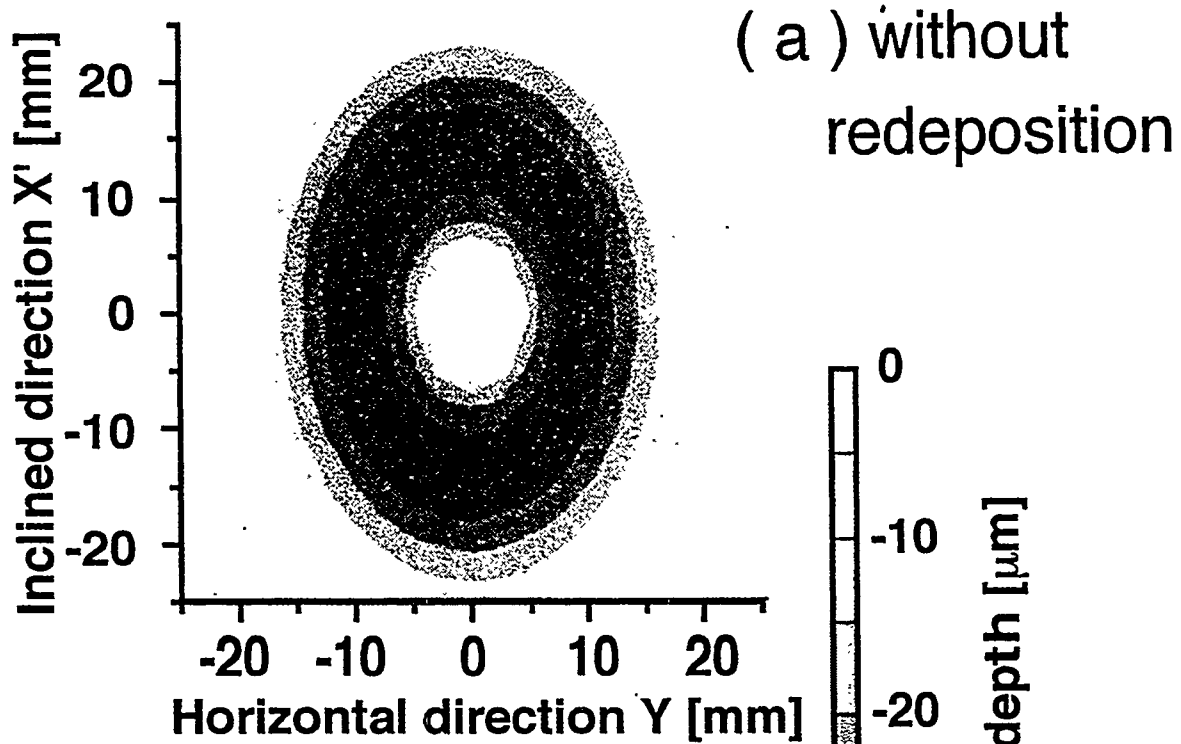 ( a ) without
redeposition
Inclined direction X' [mm]
20
10
0
-10
-20
-20 -10 0 10 20
Horizontal direction Y [mm]
0
-10
-20
depth [μm]